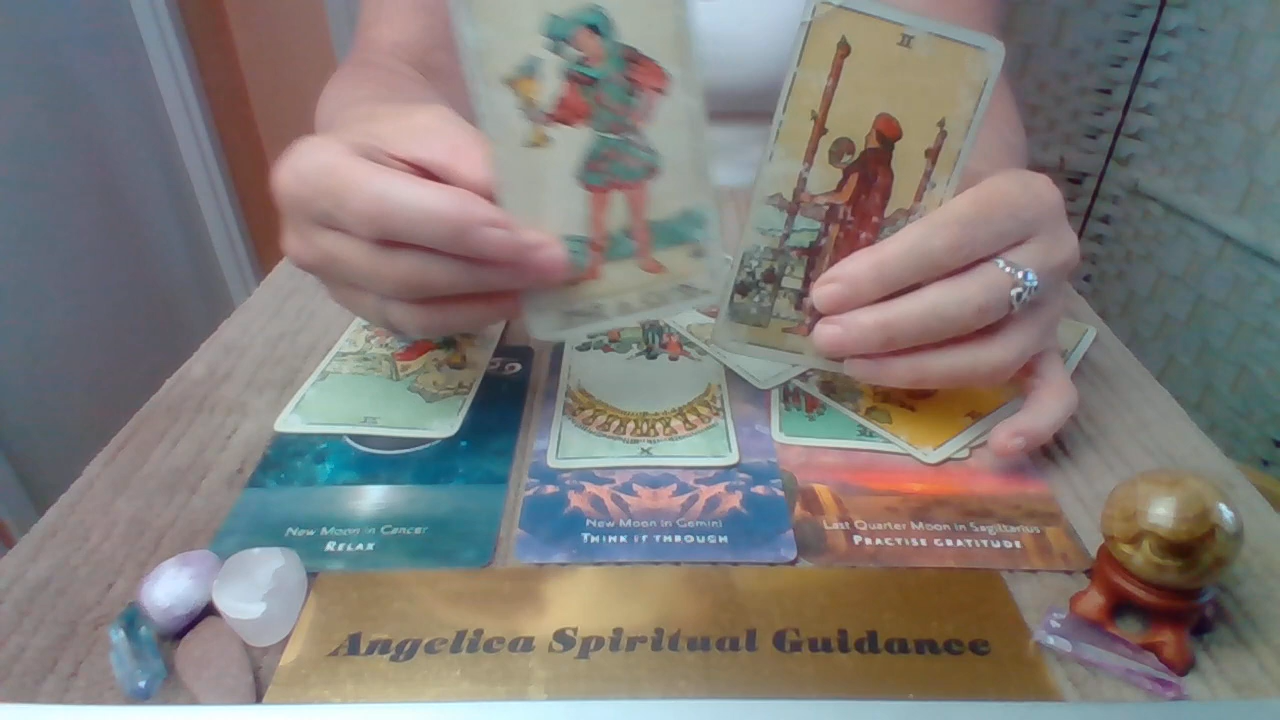 II
X
New Moon in Cancer
RELAX
New Moon in Gemini
THINK IT THROUGH
Last Quarter Moon in Sagittarius
PRACTISE GRATITUDE
Angelica Spiritual Guidance